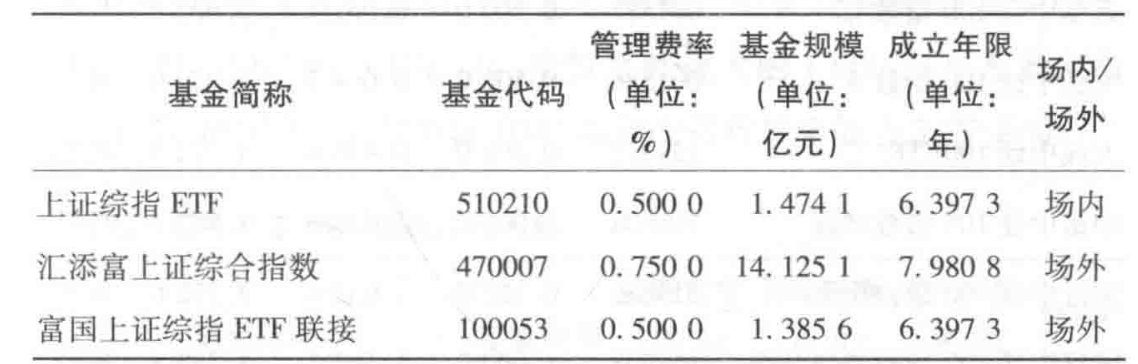 基金简称 基金代码 管理费率(单位:%) 基金规模(单位:亿元) 成立年限(单位:年) 场内/场外
上证综指 ETF 510210 0.500 0 1.474 1 6.397 3 场内
汇添富上证综合指数 470007 0.750 0 14.125 1 7.980 8 场外
富国上证综指 ETF 联接 100053 0.500 0 1.385 6 6.397 3 场外